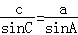 c/sinC = a/sinA